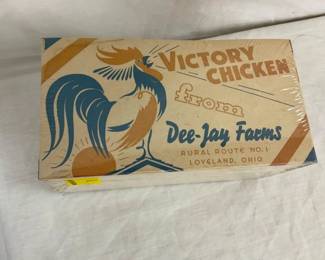 VICTORY
CHICKEN
from
Dee-Jay Farms
RURAL ROUTE NO. 1
LOVELAND, OHIO